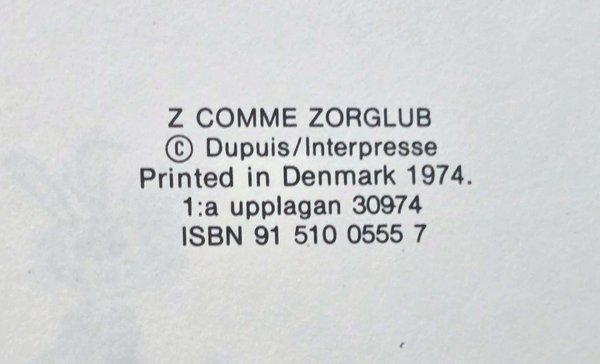 Z COMME ZORGLUB
© Dupuis/Interpresse
Printed in Denmark 1974.
1:a upplagan 30974
ISBN 91 510 0555 7